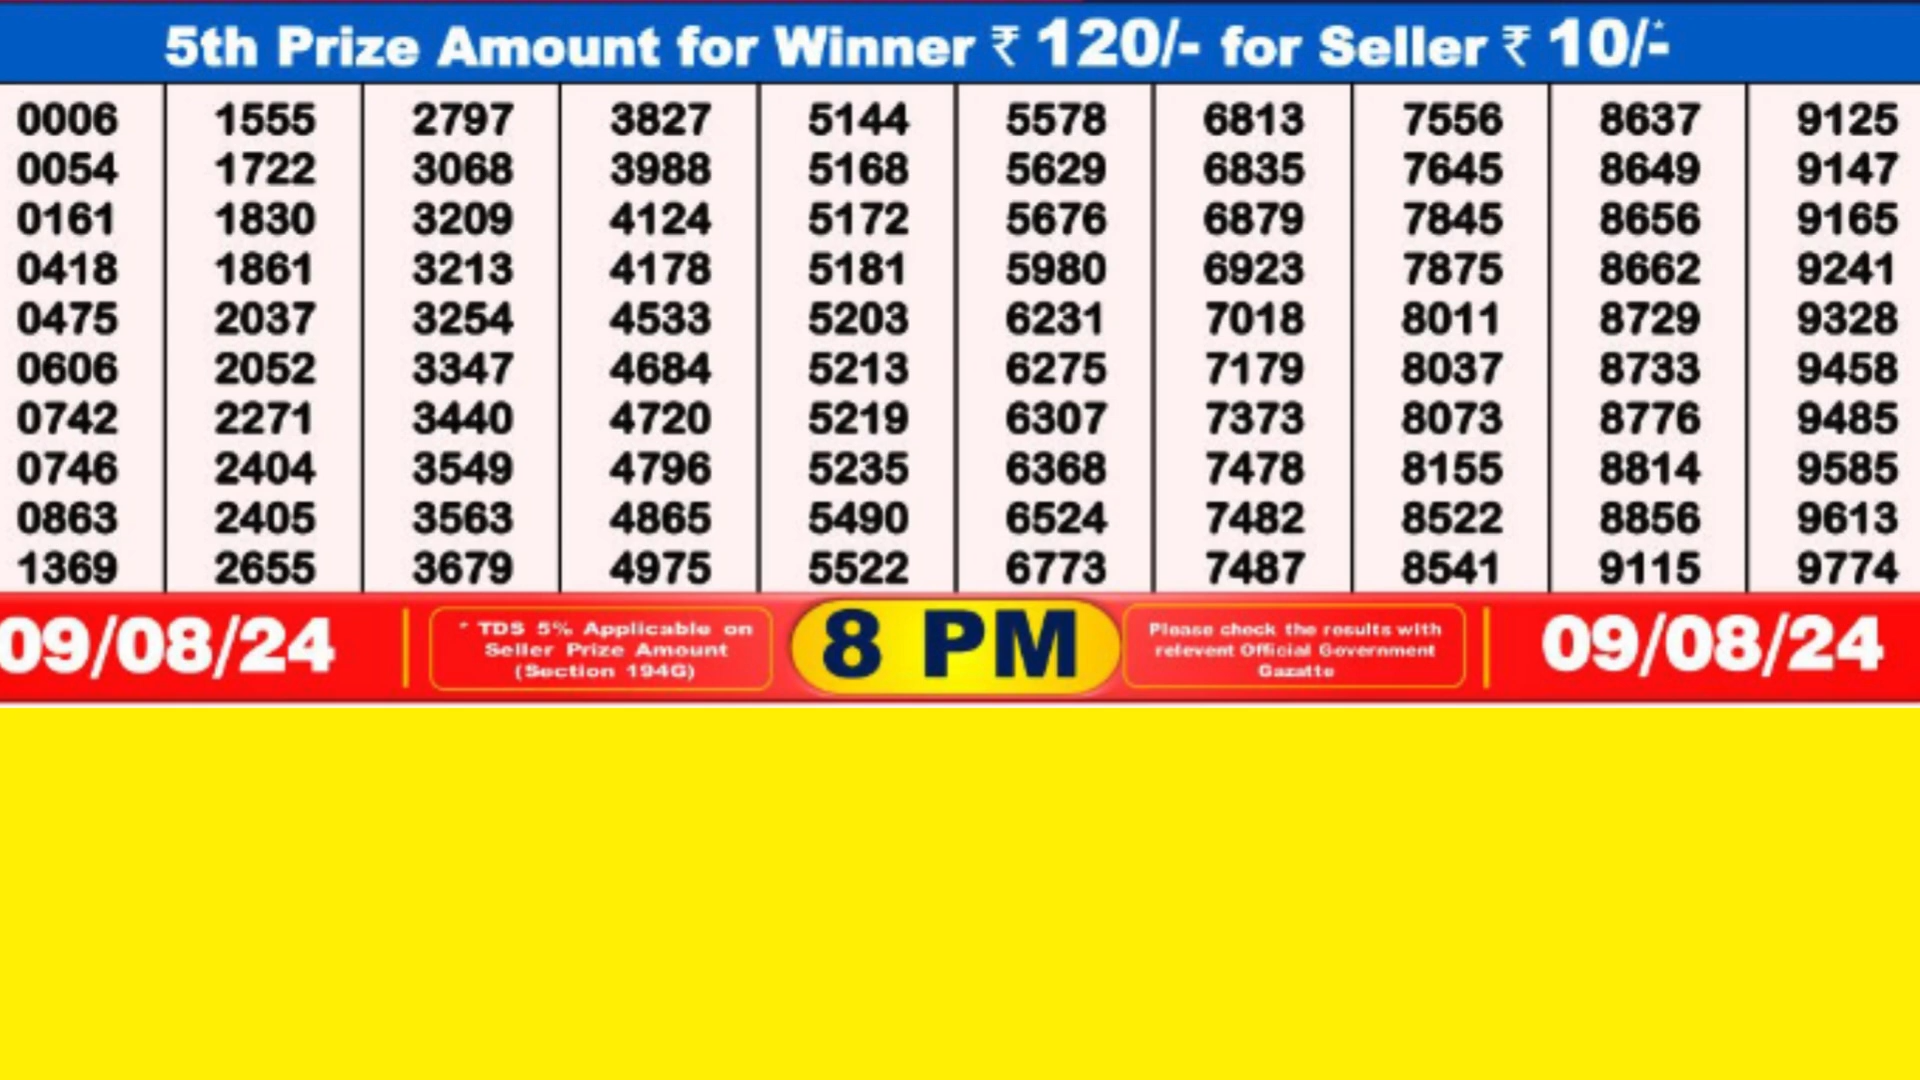 5th Prize Amount for Winner ₹ 120/- for Seller ₹ 10/-*
0006 1555 2797 3827 5144 5578 6813 7556 8637 9125
0054 1722 3068 3988 5168 5629 6835 7645 8649 9147
0161 1830 3209 4124 5172 5676 6879 7845 8656 9165
0418 1861 3213 4178 5181 5980 6923 7875 8662 9241
0475 2037 3254 4533 5203 6231 7018 8011 8729 9328
0606 2052 3347 4684 5213 6275 7179 8037 8733 9458
0742 2271 3440 4720 5219 6307 7373 8073 8776 9485
0746 2404 3549 4796 5235 6368 7478 8155 8814 9585
0863 2405 3563 4865 5490 6524 7482 8522 8856 9613
1369 2655 3679 4975 5522 6773 7487 8541 9115 9774
09/08/24
* TDS 5% Applicable on
Seller Prize Amount
(Section 194G)
8 PM
Please check the results with
relevent Official Government
Gazatte
09/08/24